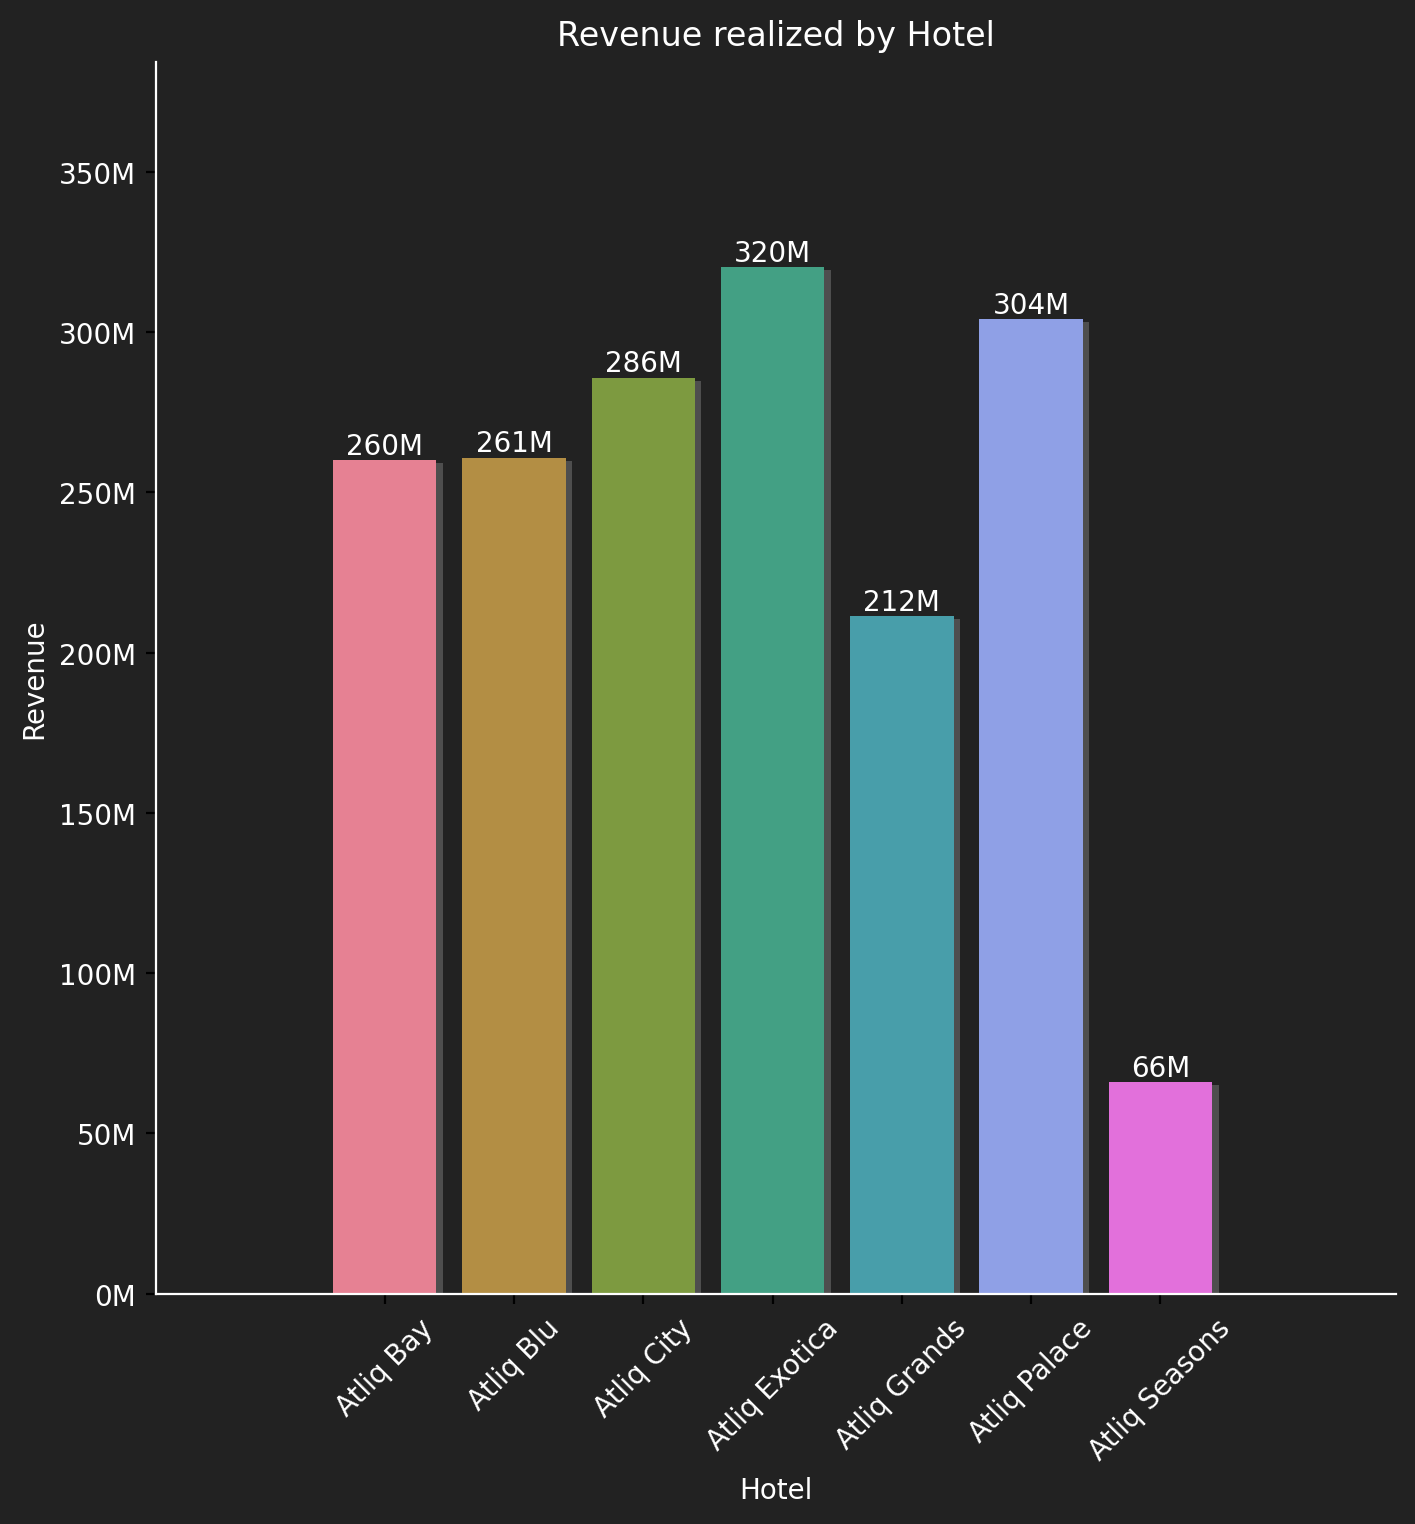 Revenue realized by Hotel
350M
300M
250M
200M
150M
100M
50M
0M
Revenue
260M
261M
286M
320M
212M
304M
66M
Atliq Bay
Atliq Blu
Atliq City
Atliq Exotica
Atliq Grands
Atliq Palace
Atliq Seasons
Hotel